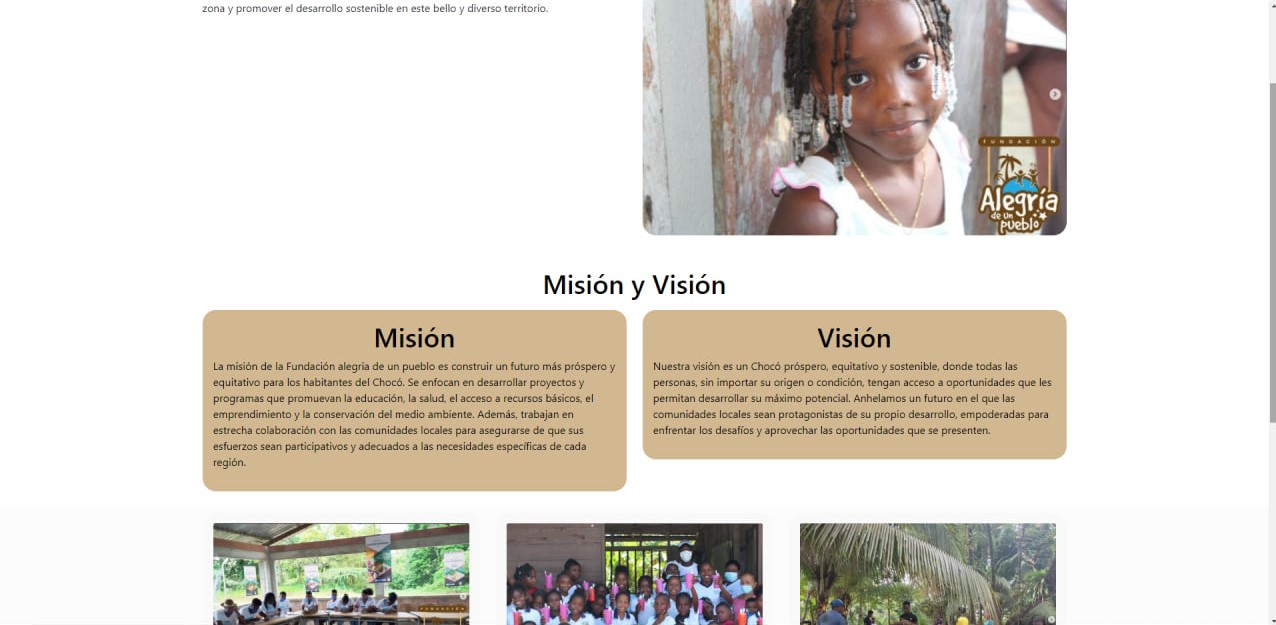 zona y promover el desarrollo sostenible en este bello y diverso territorio.
FUNDACIÓN
Alegría
de un
pueblo
Misión y Visión
Misión
La misión de la Fundación alegria de un pueblo es construir un futuro más próspero y
equitativo para los habitantes del Chocó. Se enfocan en desarrollar proyectos y
programas que promuevan la educación, la salud, el acceso a recursos básicos, el
emprendimiento y la conservación del medio ambiente. Además, trabajan en
estrecha colaboración con las comunidades locales para asegurarse de que sus
esfuerzos sean participativos y adecuados a las necesidades específicas de cada
región.
Visión
Nuestra visión es un Chocó próspero, equitativo y sostenible, donde todas las
personas, sin importar su origen o condición, tengan acceso a oportunidades que les
permitan desarrollar su máximo potencial. Anhelamos un futuro en el que las
comunidades locales sean protagonistas de su propio desarrollo, empoderadas para
enfrentar los desafíos y aprovechar las oportunidades que se presenten.
FUNDACIÓN